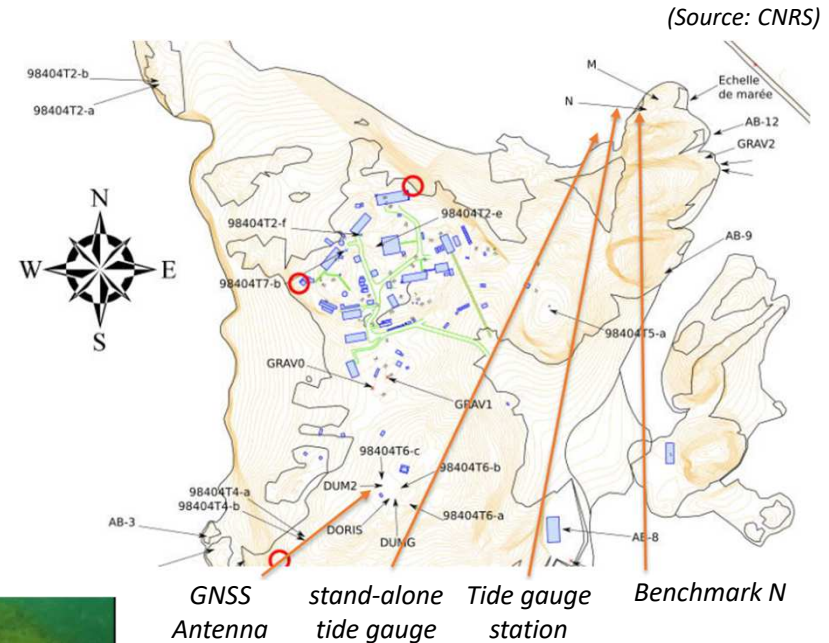 (Source: CNRS)
98404T2-b
98404T2-a
M
N
Echelle
de marée
AB-12
GRAV2
N
W
E
S
98404T2-f
98404T2-e
98404T7-b
AB-9
98404T5-a
GRAV0
GRAV1
98404T6-c
98404T6-b
DUM2
98404T4-a
98404T4-b
98404T6-a
AB-3
DORIS
DUMG
AB-8
GNSS
Antenna
stand-alone
tide gauge
Tide gauge
station
Benchmark N